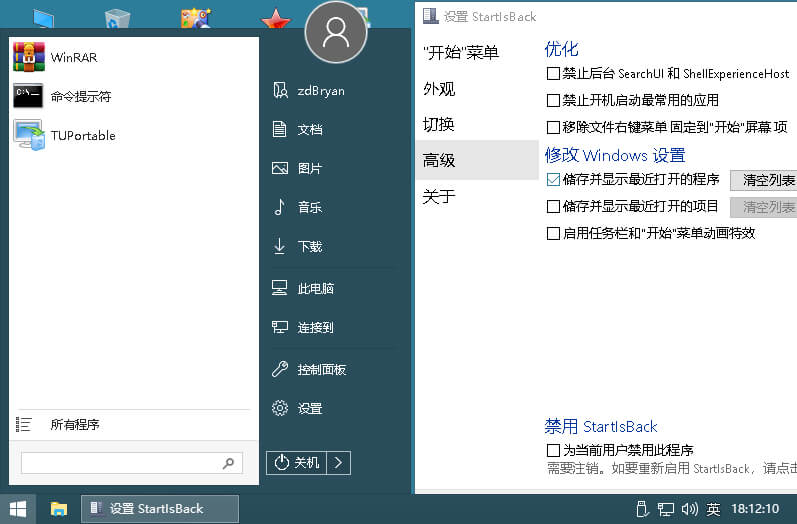 WinRAR
命令提示符
TUPortable
所有程序
zdBryan
文档
图片
音乐
下载
此电脑
连接到
控制面板
设置
关机
设置 StartIsBack
"开始"菜单
外观
切换
高级
关于
优化
禁止后台 SearchUI 和 ShellExperienceHost
禁止开机启动最常用的应用
移除文件右键菜单 固定到"开始"屏幕 项
修改 Windows 设置
储存并显示最近打开的程序 清空列表
储存并显示最近打开的项目 清空列表
启用任务栏和"开始"菜单动画特效
禁用 StartIsBack
为当前用户禁用此程序
需要注销。如要重新启用 StartIsBack，请点击
设置 StartIsBack
英 18:12:10